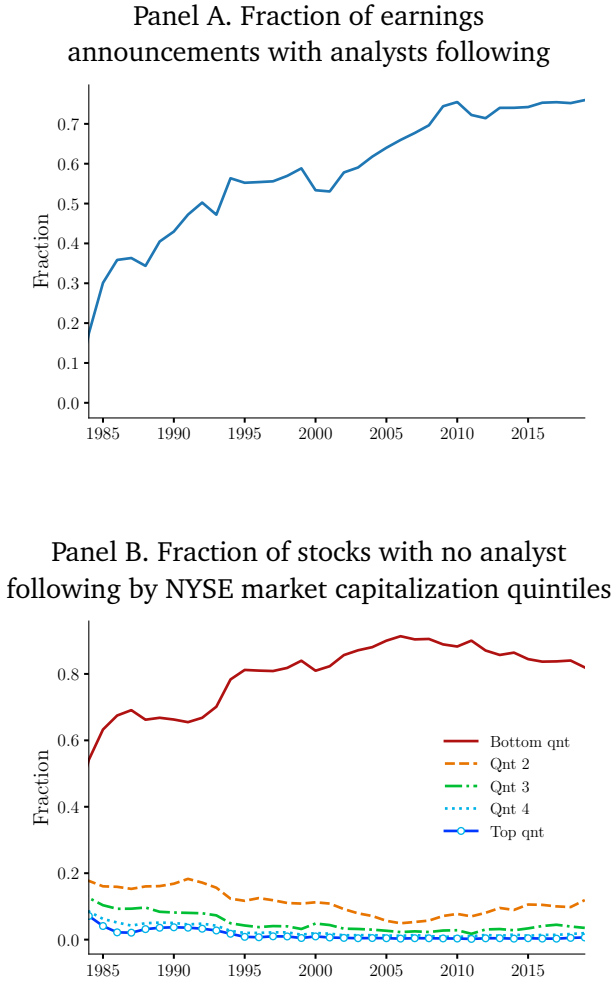 Panel A. Fraction of earnings
announcements with analysts following
0.7
0.6
0.5
0.4
0.3
0.2
0.1
0.0
Fraction
1985 1990 1995 2000 2005 2010 2015
Panel B. Fraction of stocks with no analyst
following by NYSE market capitalization quintiles
0.8
0.6
0.4
0.2
0.0
Fraction
Bottom qnt
Qnt 2
Qnt 3
Qnt 4
Top qnt
1985 1990 1995 2000 2005 2010 2015